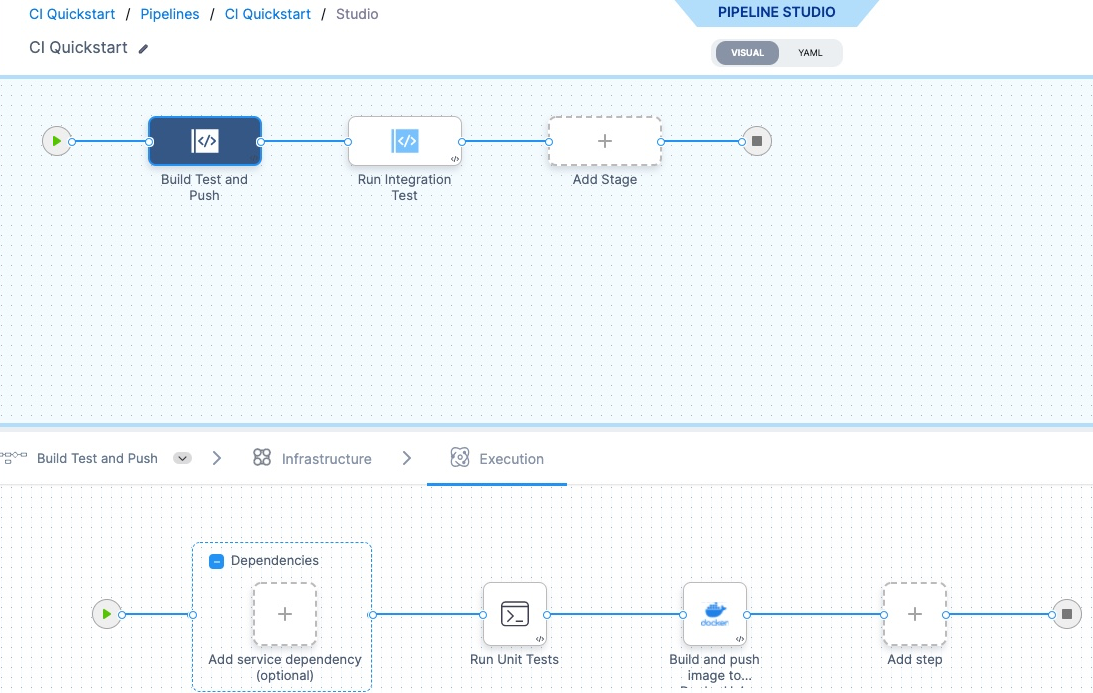 CI Quickstart / Pipelines / CI Quickstart / Studio
PIPELINE STUDIO
CI Quickstart
VISUAL YAML
Build Test and
Push
Run Integration
Test
Add Stage
Build Test and Push
Infrastructure
Execution
Dependencies
Add service dependency
(optional)
Run Unit Tests
docker
Build and push
image to...
Add step